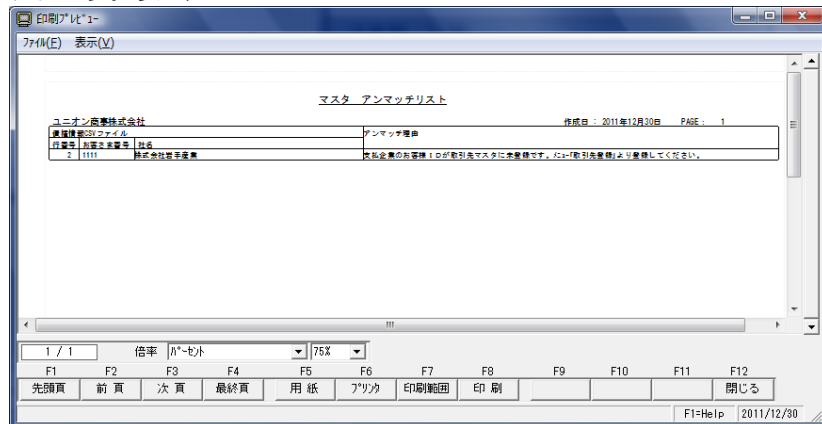 印刷ﾌﾟﾚﾋﾞｭｰ
ﾌｧｲﾙ(F) 表示(V)
マスタ アンマッチリスト
ユニオン商事株式会社 作成日 : 2011年12月30日 PAGE : 1
債権情報CSVファイル アンマッチ理由
行番号 お客さま番号 社名
2 1111 株式会社岩手産業 支払企業のお客様IDが取引先マスタに未登録です。ﾒﾆｭｰ「取引先登録」より登録してください。
1 / 1 倍率 ﾊﾟｰｾﾝﾄ 75%
F1 F2 F3 F4 F5 F6 F7 F8 F9 F10 F11 F12
先頭頁 前 頁 次 頁 最終頁 用 紙 ﾌﾟﾘﾝﾀ 印刷範囲 印 刷 閉じる
F1=Help 2011/12/30